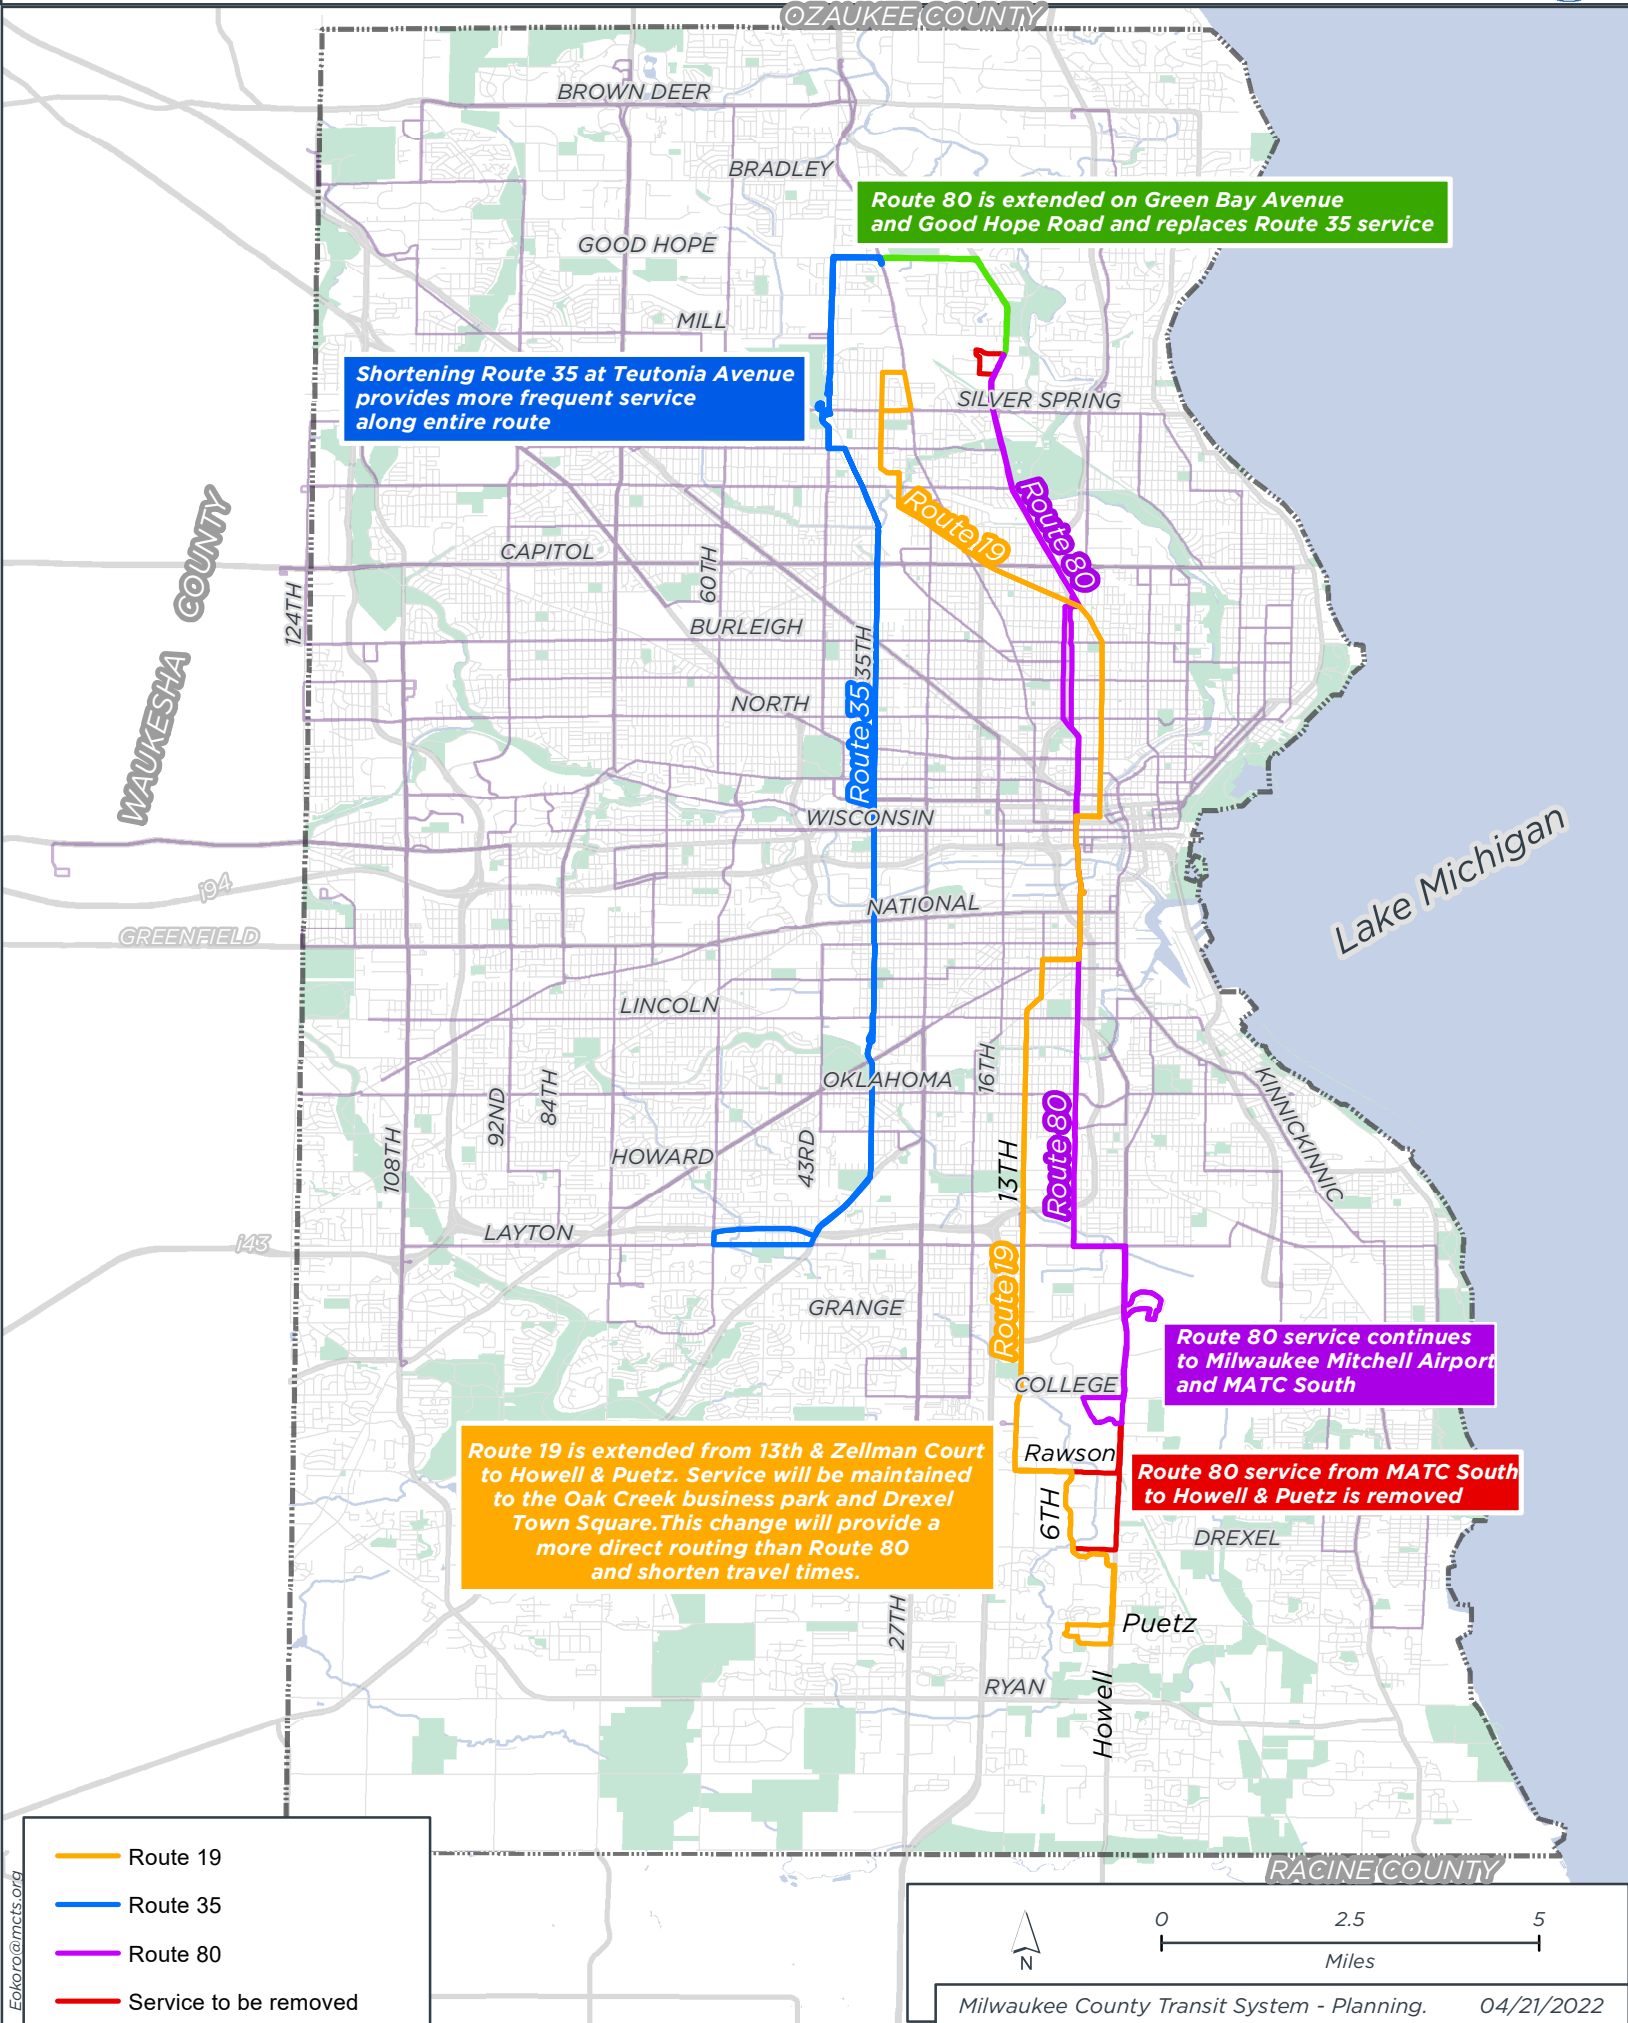 OZAUKEE COUNTY
BROWN DEER
BRADLEY
Route 80 is extended on Green Bay Avenue
and Good Hope Road and replaces Route 35 service
GOOD HOPE
MILL
Shortening Route 35 at Teutonia Avenue
provides more frequent service
along entire route
SILVER SPRING
WAUKESHA COUNTY
Route 19
Route 80
CAPITOL
60TH
124TH
BURLEIGH
35TH
NORTH
Route 35
WISCONSIN
Lake Michigan
i94
NATIONAL
GREENFIELD
LINCOLN
OKLAHOMA
16TH
KINNICKINNIC
92ND
84TH
108TH
HOWARD
43RD
13TH
Route 80
LAYTON
i43
Route 19
GRANGE
Route 80 service continues
to Milwaukee Mitchell Airport
and MATC South
COLLEGE
Route 19 is extended from 13th & Zellman Court
to Howell & Puetz. Service will be maintained
to the Oak Creek business park and Drexel
Town Square.This change will provide a
more direct routing than Route 80
and shorten travel times.
Rawson
Route 80 service from MATC South
to Howell & Puetz is removed
6TH
DREXEL
27TH
Puetz
RYAN
Howell
RACINE COUNTY
Route 19
Route 35
Route 80
Service to be removed
Eokoro@mcts.org
N
0 2.5 5
Miles
Milwaukee County Transit System - Planning. 04/21/2022